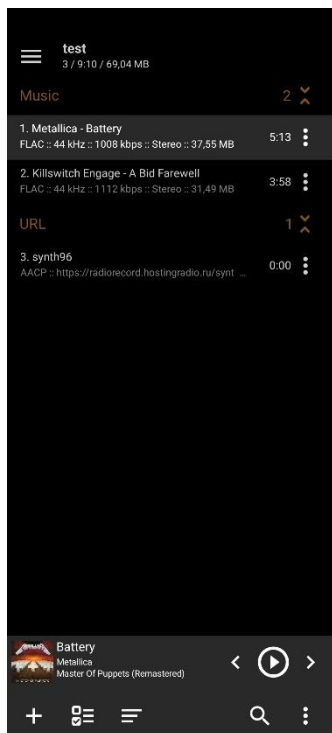 test
3 / 9:10 / 69,04 MB
Music 2
1. Metallica - Battery
5:13
FLAC :: 44 kHz :: 1008 kbps :: Stereo :: 37,55 MB
2. Killswitch Engage - A Bid Farewell
3:58
FLAC :: 44 kHz :: 1112 kbps :: Stereo :: 31,49 MB
URL 1
3. synth96
0:00
AACP :: https://radiorecord.hostingradio.ru/synt ...
Battery
Metallica
Master Of Puppets (Remastered)